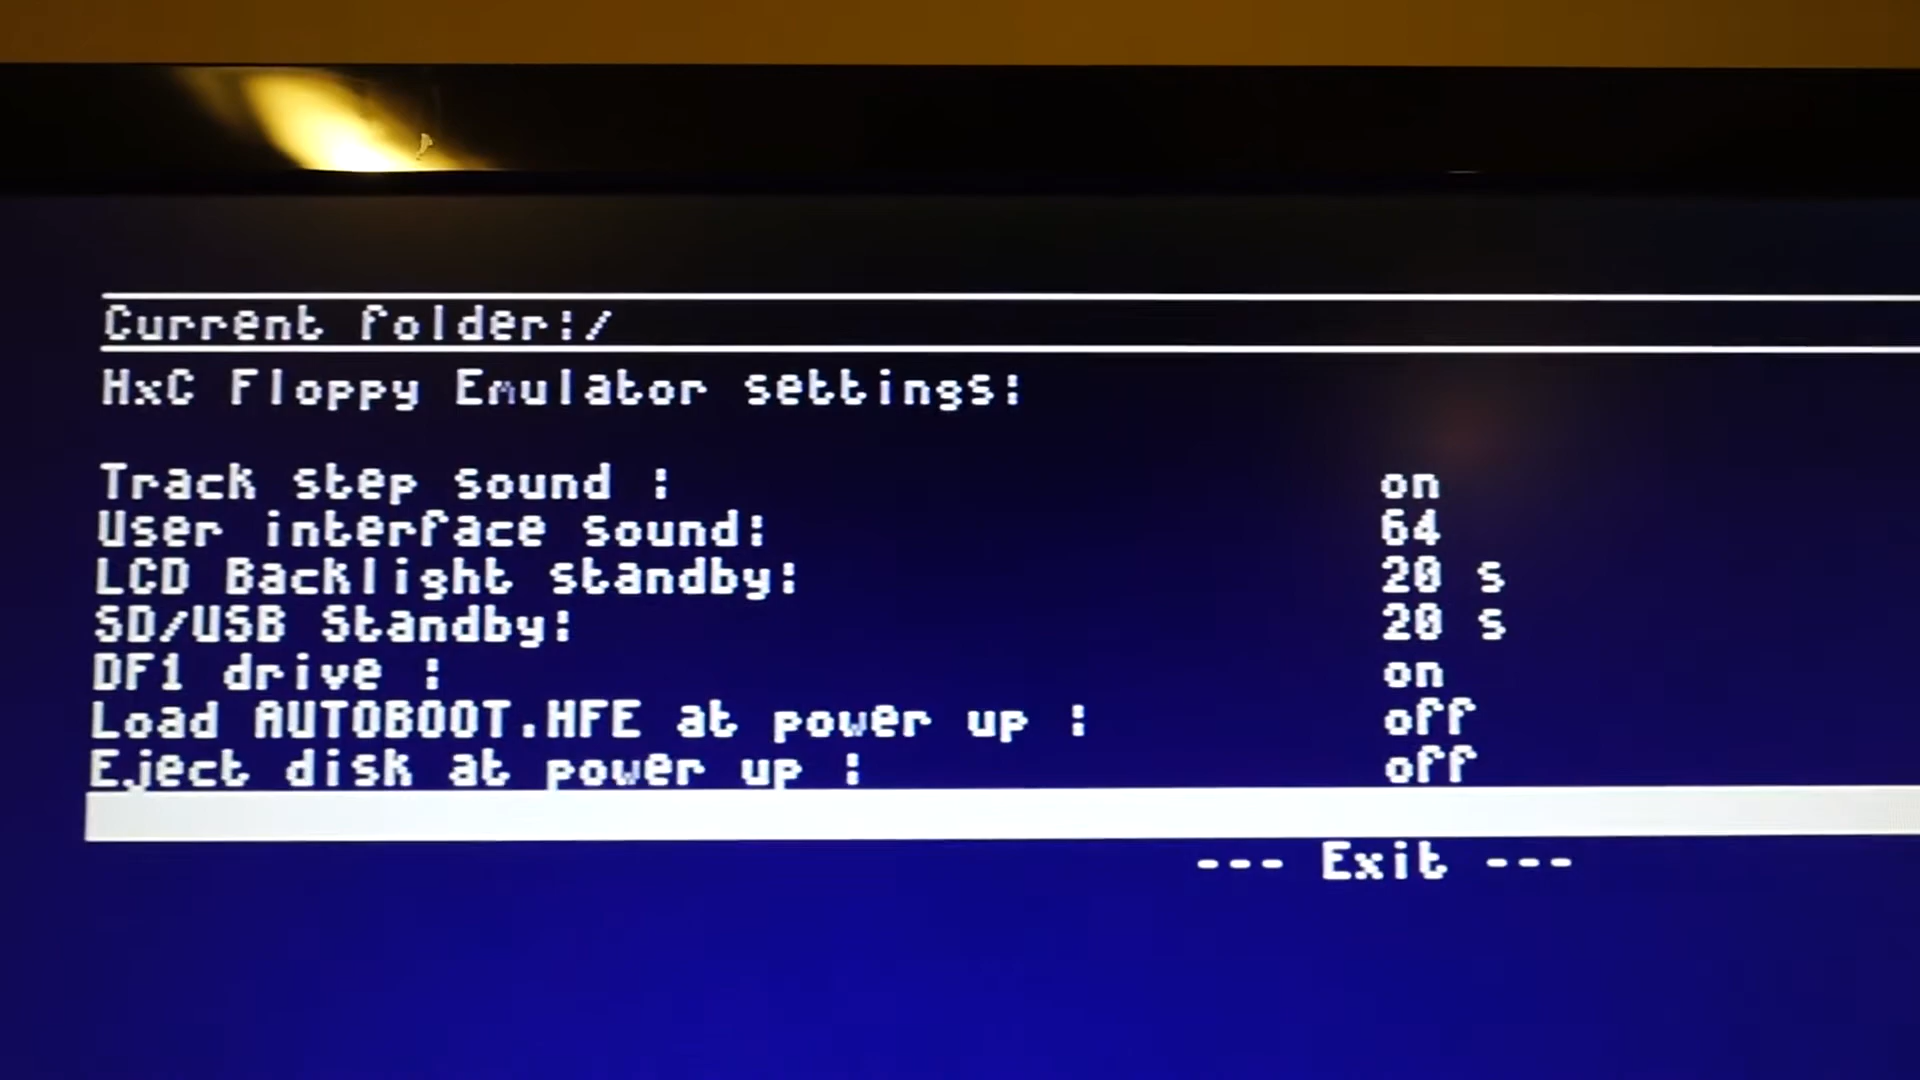 Current folder:/
HxC Floppy Emulator settings:
Track step sound : on
User interface sound: 64
LCD Backlight standby: 20 s
SD/USB Standby: 20 s
DF1 drive : on
Load AUTOBOOT.HFE at power up : off
Eject disk at power up : off
--- Exit ---